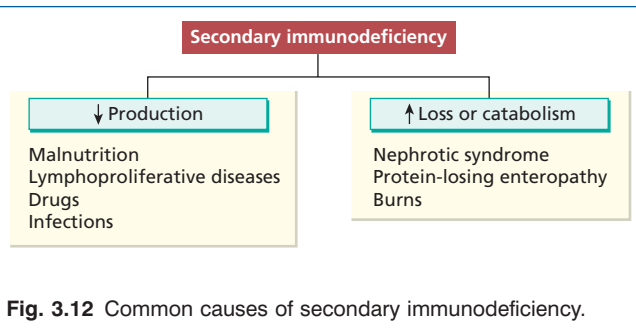 Secondary immunodeficiency
↓ Production
Malnutrition
Lymphoproliferative diseases
Drugs
Infections
↑ Loss or catabolism
Nephrotic syndrome
Protein-losing enteropathy
Burns
Fig. 3.12 Common causes of secondary immunodeficiency.